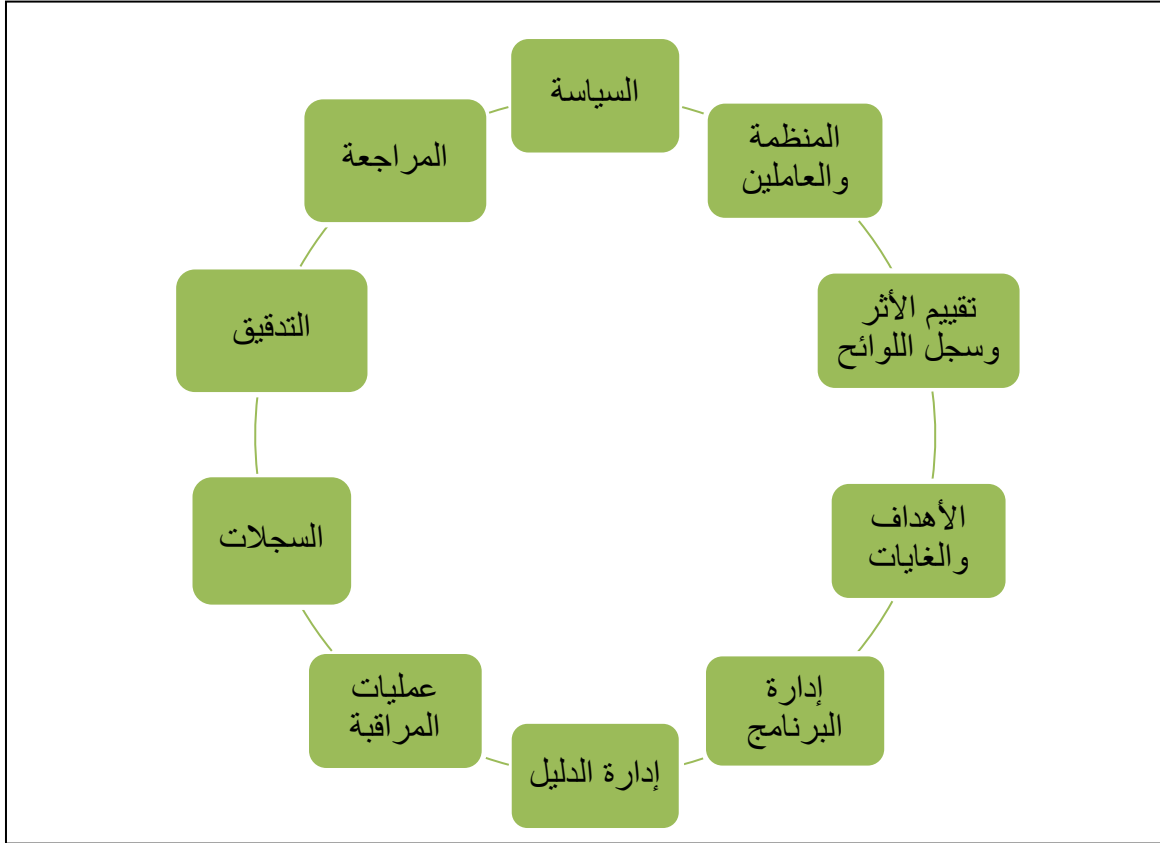 السياسة
المنظمة
والعاملين
تقييم الأثر
وسجل اللوائح
الأهداف
والغايات
إدارة
البرنامج
إدارة الدليل
عمليات
المراقبة
السجلات
التدقيق
المراجعة